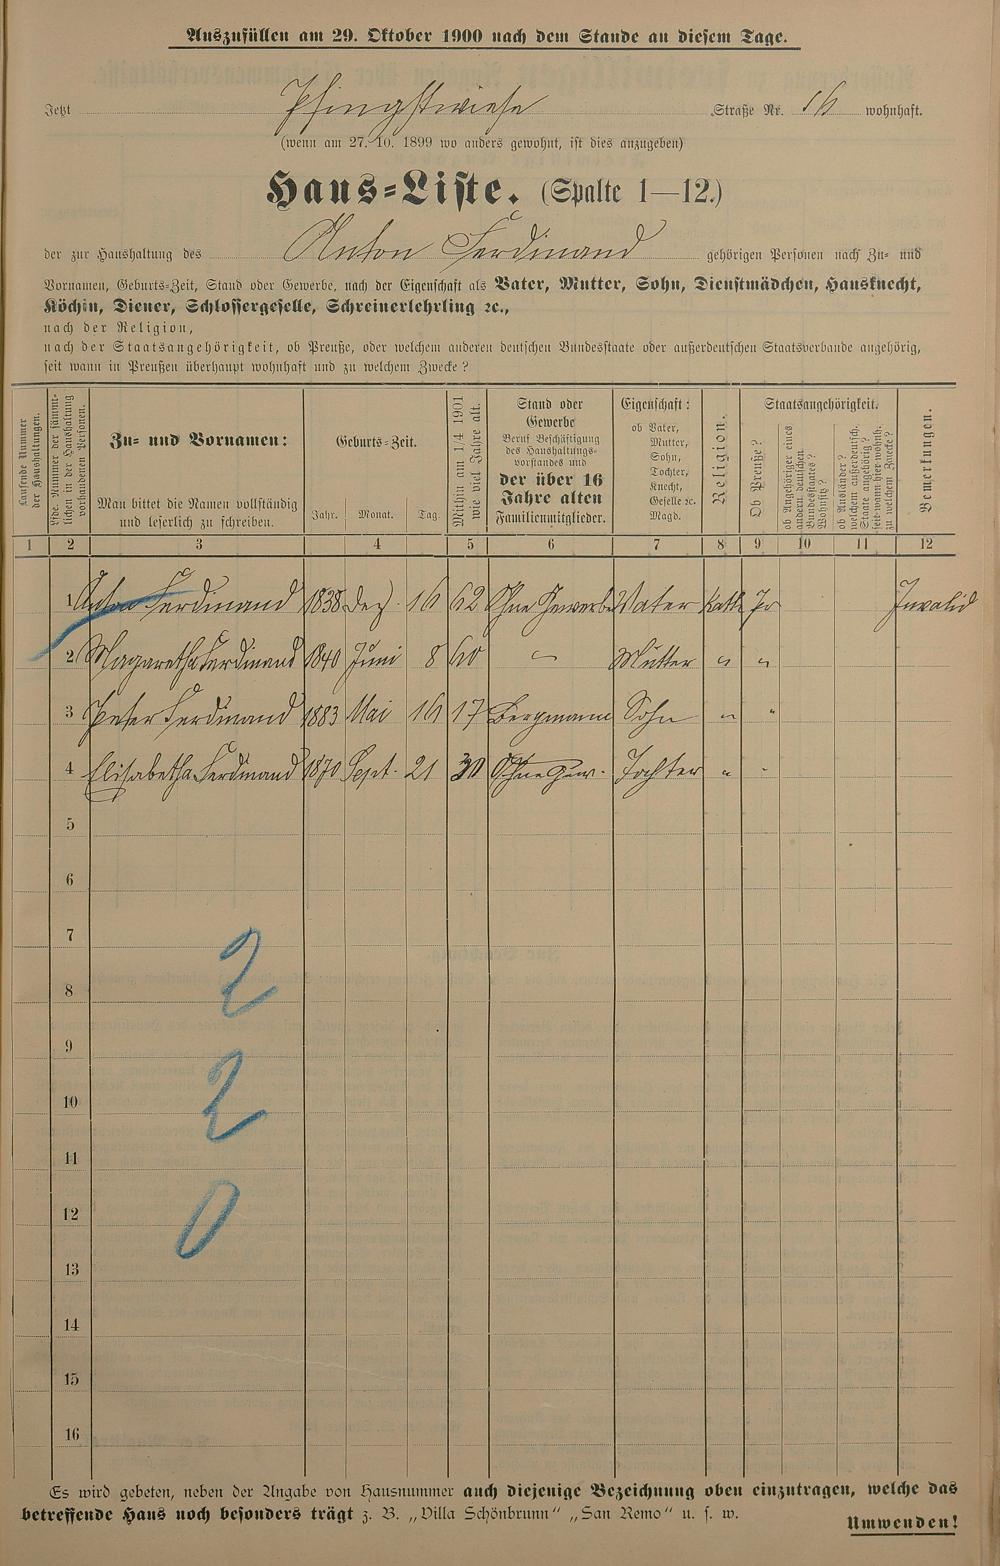 Auszufüllen am 29. Oktober 1900 nach dem Stande an diesem Tage.
Jetzt Pfingstwiese Straße Nr. 16 wohnhaft.
(wenn am 27. 10. 1899 wo anders gewohnt, ist dies anzugeben)
Haus=Liste. (Spalte 1—12.)
der zur Haushaltung des Anton Ferdinand gehörigen Personen nach Zu= und
Vornamen, Geburts=Zeit, Stand oder Gewerbe, nach der Eigenschaft als Vater, Mutter, Sohn, Dienstmädchen, Hausknecht,
Köchin, Diener, Schlossergeselle, Schreinerlehrling ꝛc.,
nach der Religion,
nach der Staatsangehörigkeit, ob Preuße, oder welchem anderen deutschen Bundesstaate oder außerdeutschen Staatsverbande angehörig,
seit wann in Preußen überhaupt wohnhaft und zu welchem Zwecke?
Laufende Nummer
der Haushaltungen.
Lfde. Nummer der sämmt=
lichen in der Haushaltung
vorhandenen Personen.
Zu= und Vornamen:
Man bittet die Namen vollständig
und leserlich zu schreiben.
Geburts=Zeit.
Jahr. Monat. Tag.
Mithin am 1/4 1901
wie viel Jahre alt.
Stand oder
Gewerbe
Beruf Beschäftigung
des Haushaltungs=
vorstandes und
der über 16
Jahre alten
Familienmitglieder.
Eigenschaft:
ob Vater,
Mutter,
Sohn,
Tochter,
Knecht,
Geselle ꝛc.
Magd.
Religion.
Staatsangehörigkeit.
Ob Preuße?
ob Angehöriger eines
andern deutschen
Bundesstaates?
Wohnsitz?
ob Ausländer?
welchem außerdeutsch.
Staate angehörig?
seit wann hier wohnh.
zu welchem Zwecke?
Bemerkungen.
1 2 3 4 5 6 7 8 9 10 11 12
1 Anton Ferdinand 1838 Dez. 16 62 Ohne Gewerbe Vater Kath. Ja Invalid
2 Magaretha Ferdinand 1840 Juni 8 60 " Mutter " "
3 Peter Ferdinand 1883 Mai 16 17 Bergmann Sohn " "
4 Elisabetha Ferdinand 1870 Sept. 21 30 Ohne Gew. Tochter " "
5
6
7
2
8
9
2
10
11
0
12
13
14
15
16
Es wird gebeten, neben der Angabe von Hausnummer auch diejenige Bezeichnung oben einzutragen, welche das
betreffende Haus noch besonders trägt z. B. „Villa Schönbrunn" „San Remo" u. s. w.
Umwenden!